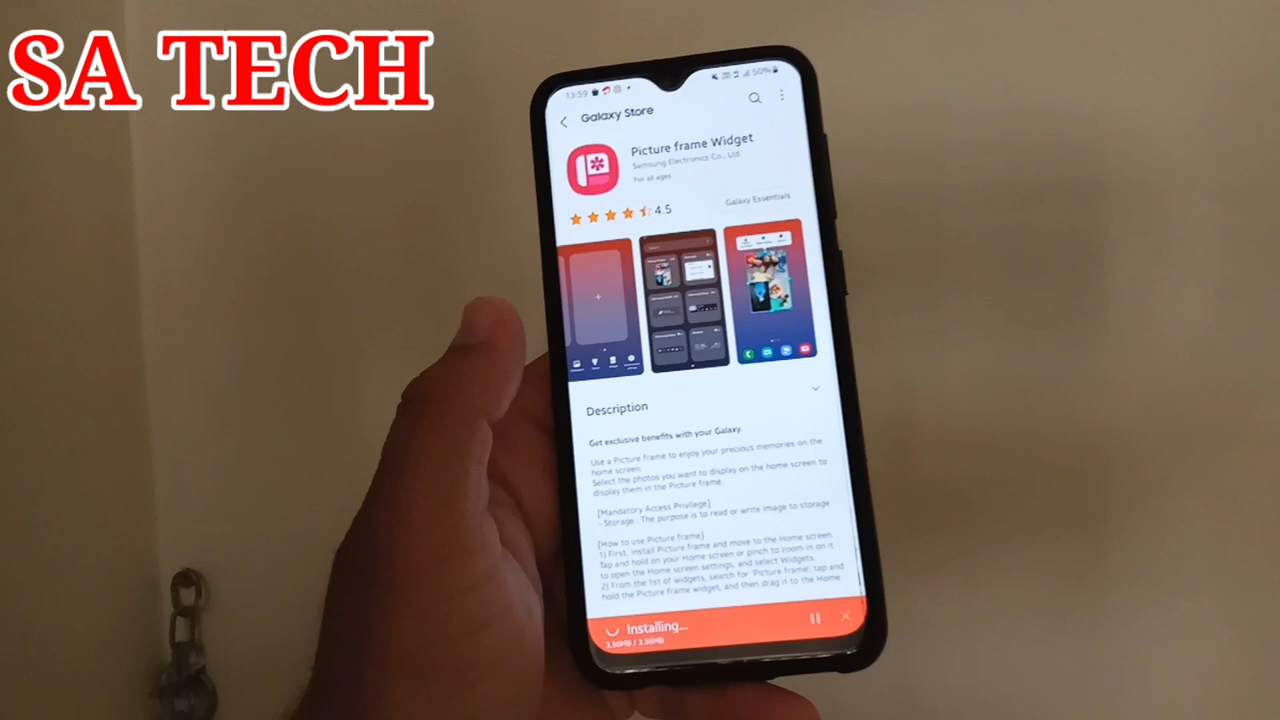 SA TECH
13:59
50%
Galaxy Store
Picture frame Widget
Samsung Electronics Co., Ltd.
For all ages
4.5
Galaxy Essentials
Description
Get exclusive benefits with your Galaxy.
Use a Picture frame to enjoy your precious memories on the
home screen.
Select the photos you want to display on the home screen to
display them in the Picture frame.
[Mandatory Access Privilege]
- Storage : The purpose is to read or write image to storage
[How to use Picture frame]
1) First, install Picture frame and move to the Home screen.
Tap and hold on your Home screen or pinch to zoom in on it
to open the Home screen settings, and select Widgets.
2) From the list of widgets, search for 'Picture frame', tap and
hold the Picture frame widget, and then drag it to the Home
Installing...
3.50MB / 3.50MB